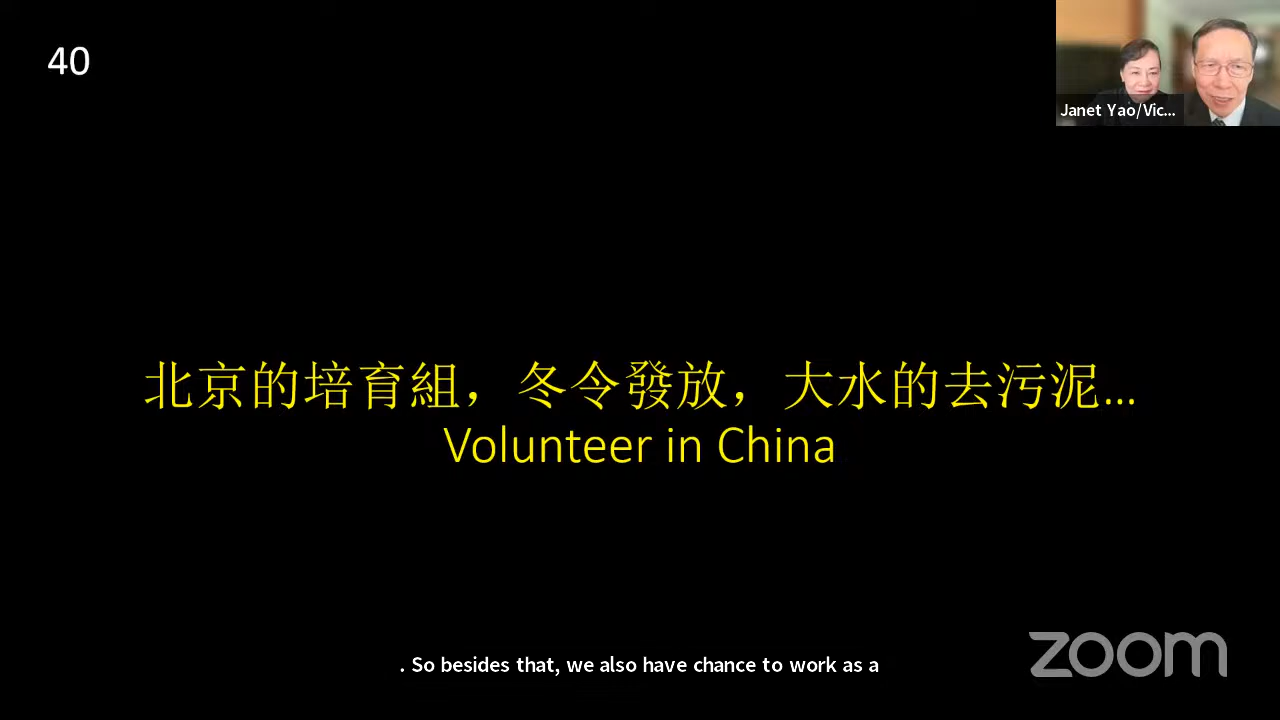 40
Janet Yao/Vic...
北京的培育組，冬令發放，大水的去污泥...
Volunteer in China
. So besides that, we also have chance to work as a
zoom